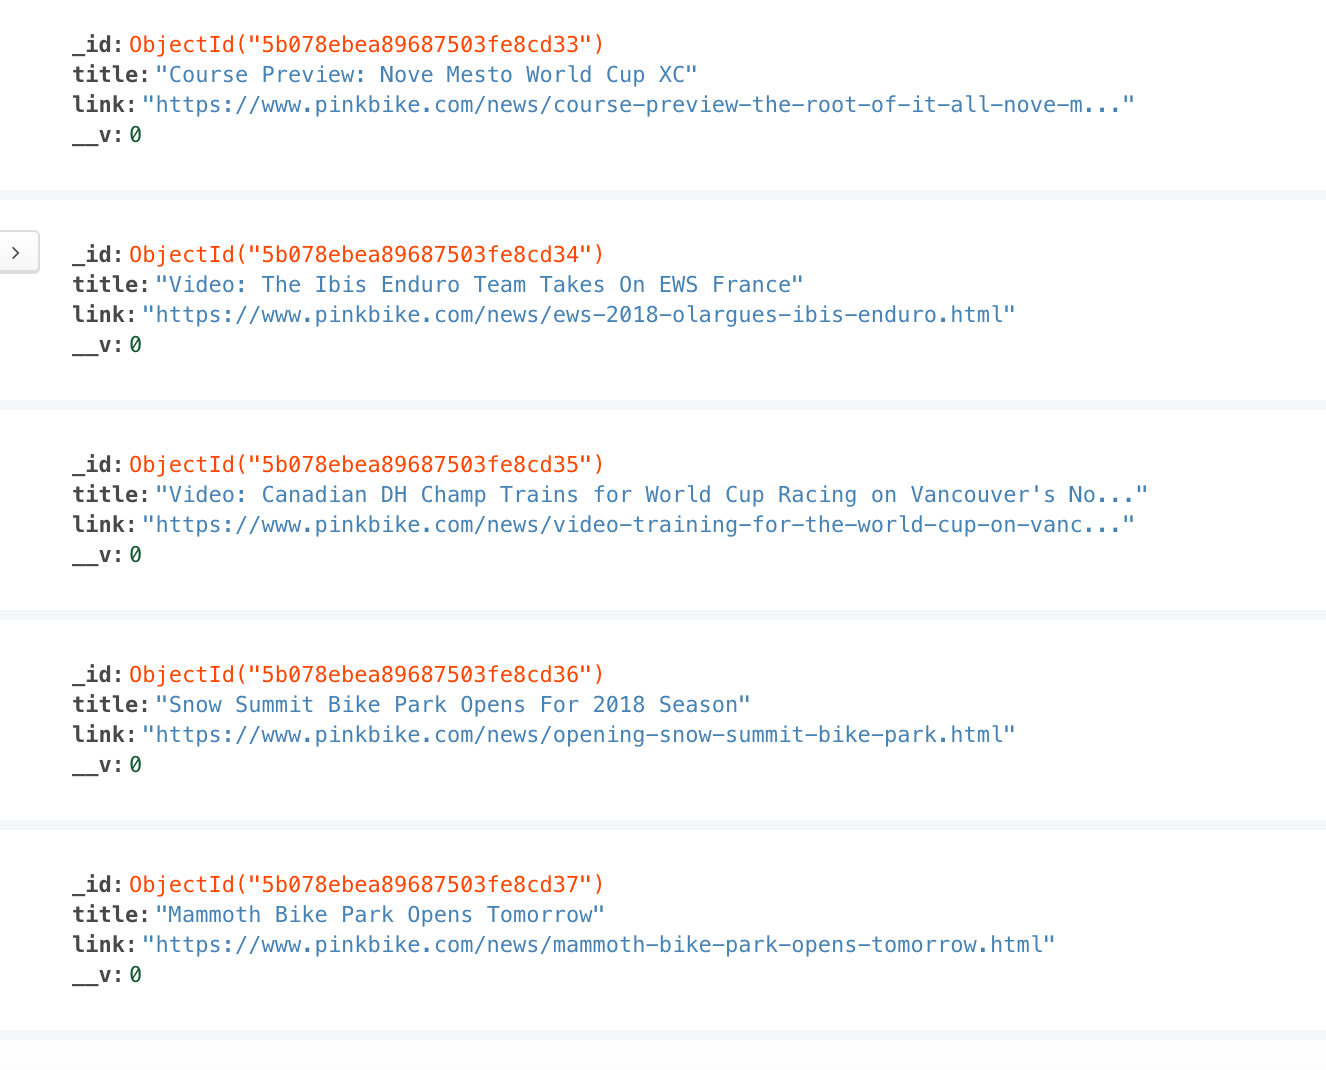 _id: ObjectId("5b078ebea89687503fe8cd33")
title: "Course Preview: Nove Mesto World Cup XC"
link: "https://www.pinkbike.com/news/course-preview-the-root-of-it-all-nove-m..."
__v: 0
_id: ObjectId("5b078ebea89687503fe8cd34")
title: "Video: The Ibis Enduro Team Takes On EWS France"
link: "https://www.pinkbike.com/news/ews-2018-olargues-ibis-enduro.html"
__v: 0
_id: ObjectId("5b078ebea89687503fe8cd35")
title: "Video: Canadian DH Champ Trains for World Cup Racing on Vancouver's No..."
link: "https://www.pinkbike.com/news/video-training-for-the-world-cup-on-vanc..."
__v: 0
_id: ObjectId("5b078ebea89687503fe8cd36")
title: "Snow Summit Bike Park Opens For 2018 Season"
link: "https://www.pinkbike.com/news/opening-snow-summit-bike-park.html"
__v: 0
_id: ObjectId("5b078ebea89687503fe8cd37")
title: "Mammoth Bike Park Opens Tomorrow"
link: "https://www.pinkbike.com/news/mammoth-bike-park-opens-tomorrow.html"
__v: 0